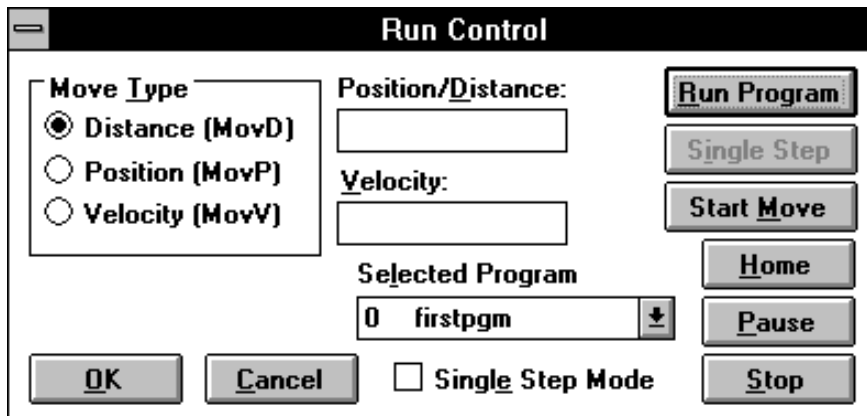 Run Control
Move Type
Distance (MovD)
Position (MovP)
Velocity (MovV)
Position/Distance:
Velocity:
Selected Program
0 firstpgm
Run Program
Single Step
Start Move
Home
Pause
Stop
OK
Cancel
Single Step Mode